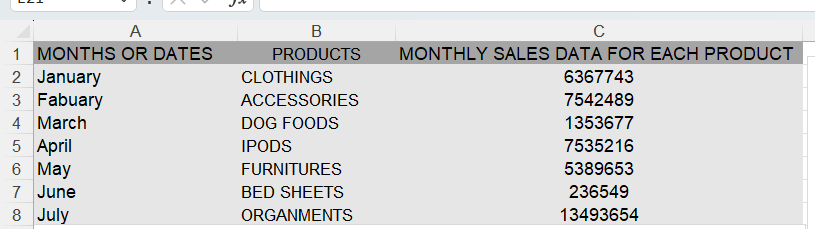 A B C
1 MONTHS OR DATES PRODUCTS MONTHLY SALES DATA FOR EACH PRODUCT
2 January CLOTHINGS 6367743
3 Fabuary ACCESSORIES 7542489
4 March DOG FOODS 1353677
5 April IPODS 7535216
6 May FURNITURES 5389653
7 June BED SHEETS 236549
8 July ORGANMENTS 13493654